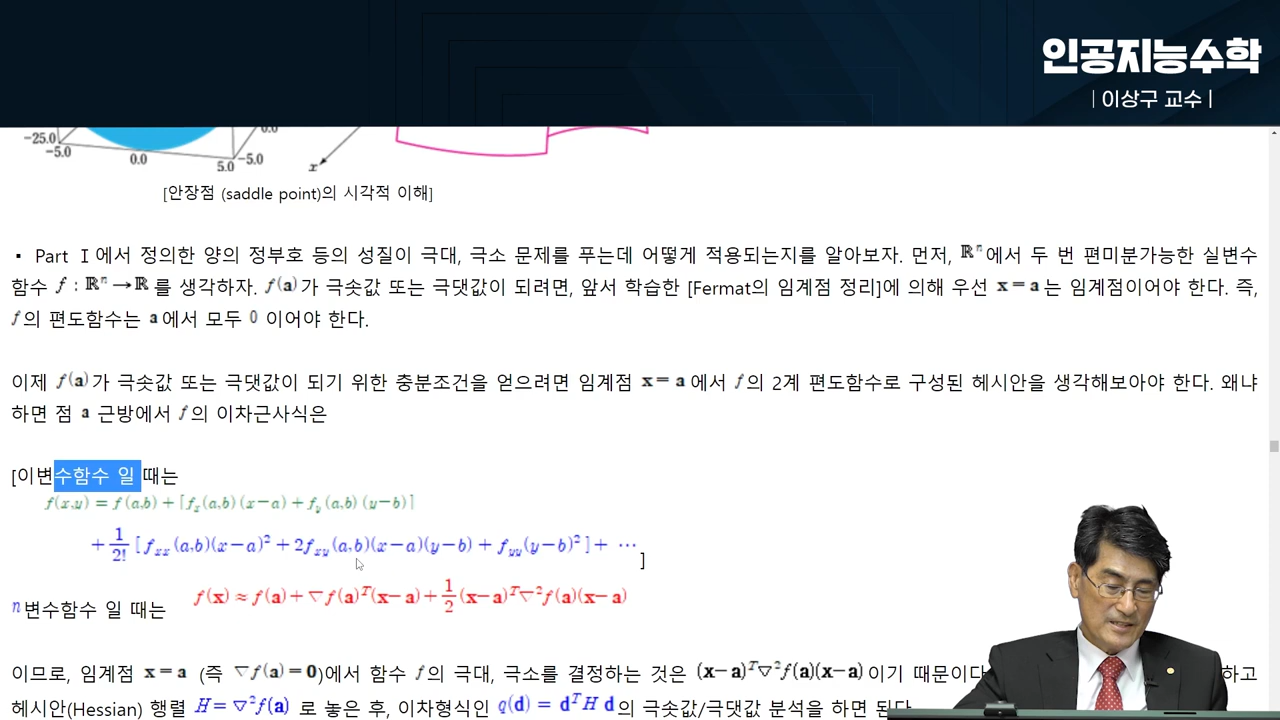 인공지능수학
| 이상구 교수 |
-25.0
-5.0
0.0
5.0
-5.0
0.0
x
[안장점 (saddle point)의 시각적 이해]
▪ Part Ⅰ에서 정의한 양의 정부호 등의 성질이 극대, 극소 문제를 푸는데 어떻게 적용되는지를 알아보자. 먼저, ℝⁿ에서 두 번 편미분가능한 실변수
함수 f : ℝⁿ→ℝ 를 생각하자. f(a)가 극솟값 또는 극댓값이 되려면, 앞서 학습한 [Fermat의 임계점 정리]에 의해 우선 x = a는 임계점이어야 한다. 즉,
f의 편도함수는 a에서 모두 0 이어야 한다.
이제 f(a)가 극솟값 또는 극댓값이 되기 위한 충분조건을 얻으려면 임계점 x = a에서 f의 2계 편도함수로 구성된 헤시안을 생각해보아야 한다. 왜냐
하면 점 a 근방에서 f의 이차근사식은
[이변수함수 일 때는
f(x,y) = f(a,b) + [f_x(a,b)(x-a) + f_y(a,b)(y-b)]
+ 1/2! [f_xx(a,b)(x-a)² + 2f_xy(a,b)(x-a)(y-b) + f_yy(y-b)²] + ⋯ ]
n변수함수 일 때는 f(x) ≈ f(a) + ▽f(a)ᵀ(x-a) + 1/2 (x-a)ᵀ▽²f(a)(x-a)
이므로, 임계점 x = a (즉 ▽f(a) = 0)에서 함수 f의 극대, 극소를 결정하는 것은 (x-a)ᵀ▽²f(a)(x-a)이기 때문이다 하고
헤시안(Hessian) 행렬 H = ▽²f(a) 로 놓은 후, 이차형식인 q(d) = dᵀH d의 극솟값/극댓값 분석을 하면 된다